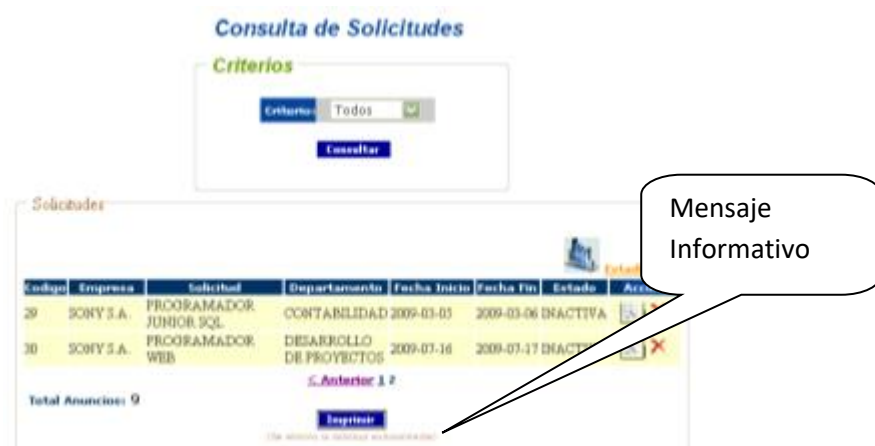 Consulta de Solicitudes
Criterios
Criterio: Todos
Consultar
Solicitudes
Mensaje
Informativo
Codigo Empresa Solicitud Departamento Fecha Inicio Fecha Fin Estado
29 SONY S.A. PROGRAMADOR JUNIOR SQL CONTABILIDAD 2009-03-05 2009-03-06 INACTIVA
30 SONY S.A. PROGRAMADOR WEB DESARROLLO DE PROYECTOS 2009-07-16 2009-07-17
< Anterior 1 2
Total Anuncios: 9
Imprimir